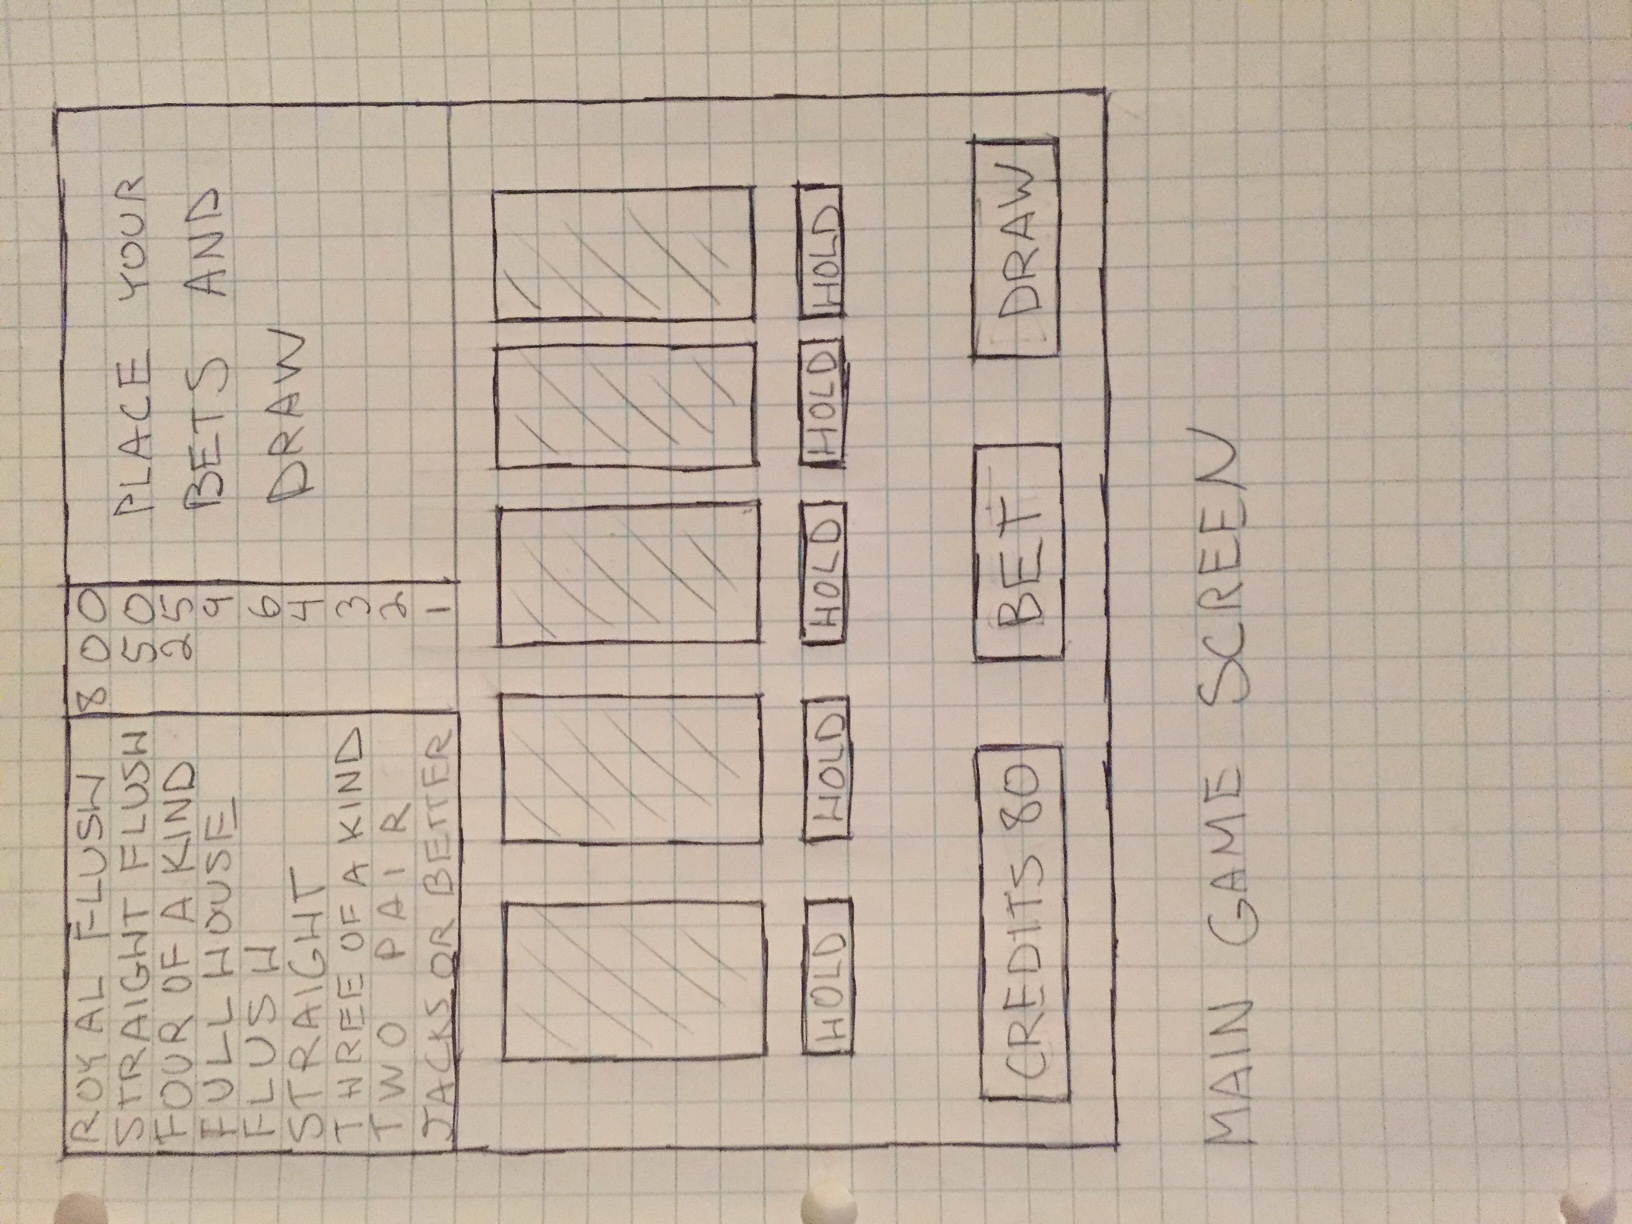 ROYAL FLUSH 800
STRAIGHT FLUSH 50
FOUR OF A KIND 25
FULL HOUSE 9
FLUSH 6
STRAIGHT 4
THREE OF A KIND 3
TWO PAIR 2
JACKS OR BETTER 1
PLACE YOUR
BETS AND
DRAW
HOLD HOLD HOLD HOLD HOLD
CREDITS 80 BET DRAW
MAIN GAME SCREEN